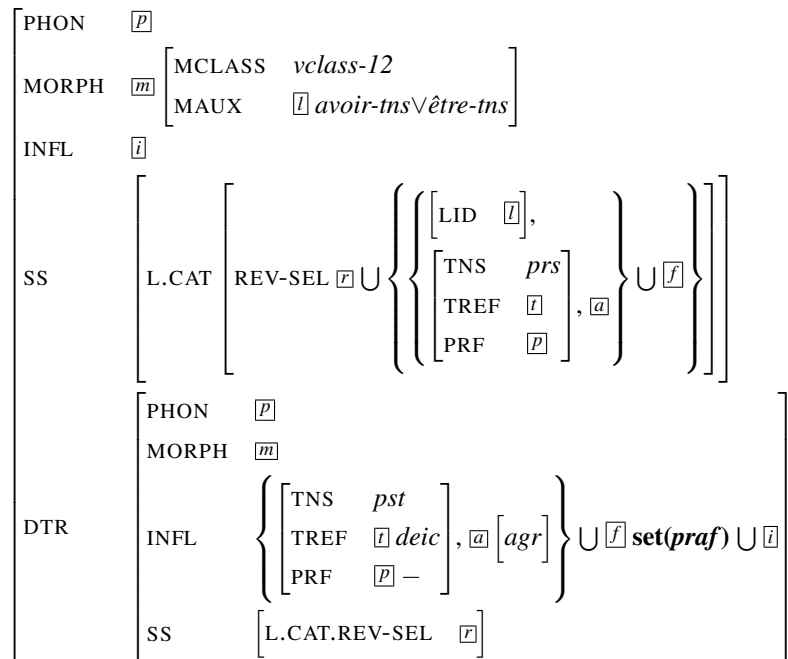 PHON p
MORPH m MCLASS vclass-12
MAUX l avoir-tns∨être-tns
INFL i
SS L.CAT REV-SEL r ⋃ { { [LID l],
[TNS prs
TREF t
PRF p], a } ⋃ f }
DTR PHON p
MORPH m
INFL { [TNS pst
TREF t deic
PRF p −], a [agr] } ⋃ f set(praf) ⋃ i
SS [L.CAT.REV-SEL r]